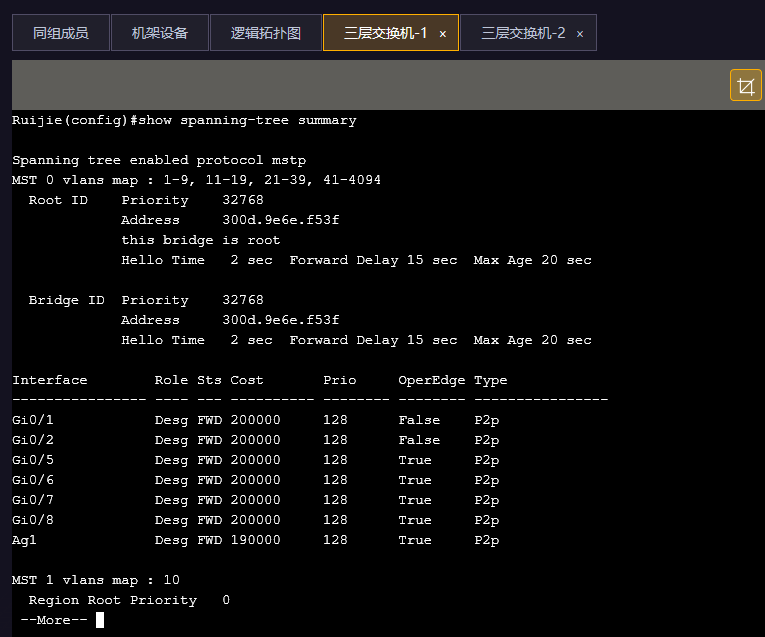 同组成员 机架设备 逻辑拓扑图 三层交换机-1 × 三层交换机-2 ×
Ruijie(config)#show spanning-tree summary
Spanning tree enabled protocol mstp
MST 0 vlans map : 1-9, 11-19, 21-39, 41-4094
  Root ID    Priority    32768
             Address     300d.9e6e.f53f
             this bridge is root
             Hello Time   2 sec  Forward Delay 15 sec  Max Age 20 sec
  Bridge ID  Priority    32768
             Address     300d.9e6e.f53f
             Hello Time   2 sec  Forward Delay 15 sec  Max Age 20 sec
Interface        Role Sts Cost       Prio     OperEdge Type
---------------- ---- --- ---------- -------- -------- ----------------
Gi0/1            Desg FWD 200000     128      False    P2p
Gi0/2            Desg FWD 200000     128      False    P2p
Gi0/5            Desg FWD 200000     128      True     P2p
Gi0/6            Desg FWD 200000     128      True     P2p
Gi0/7            Desg FWD 200000     128      True     P2p
Gi0/8            Desg FWD 200000     128      True     P2p
Ag1              Desg FWD 190000     128      True     P2p
MST 1 vlans map : 10
  Region Root Priority   0
 --More--